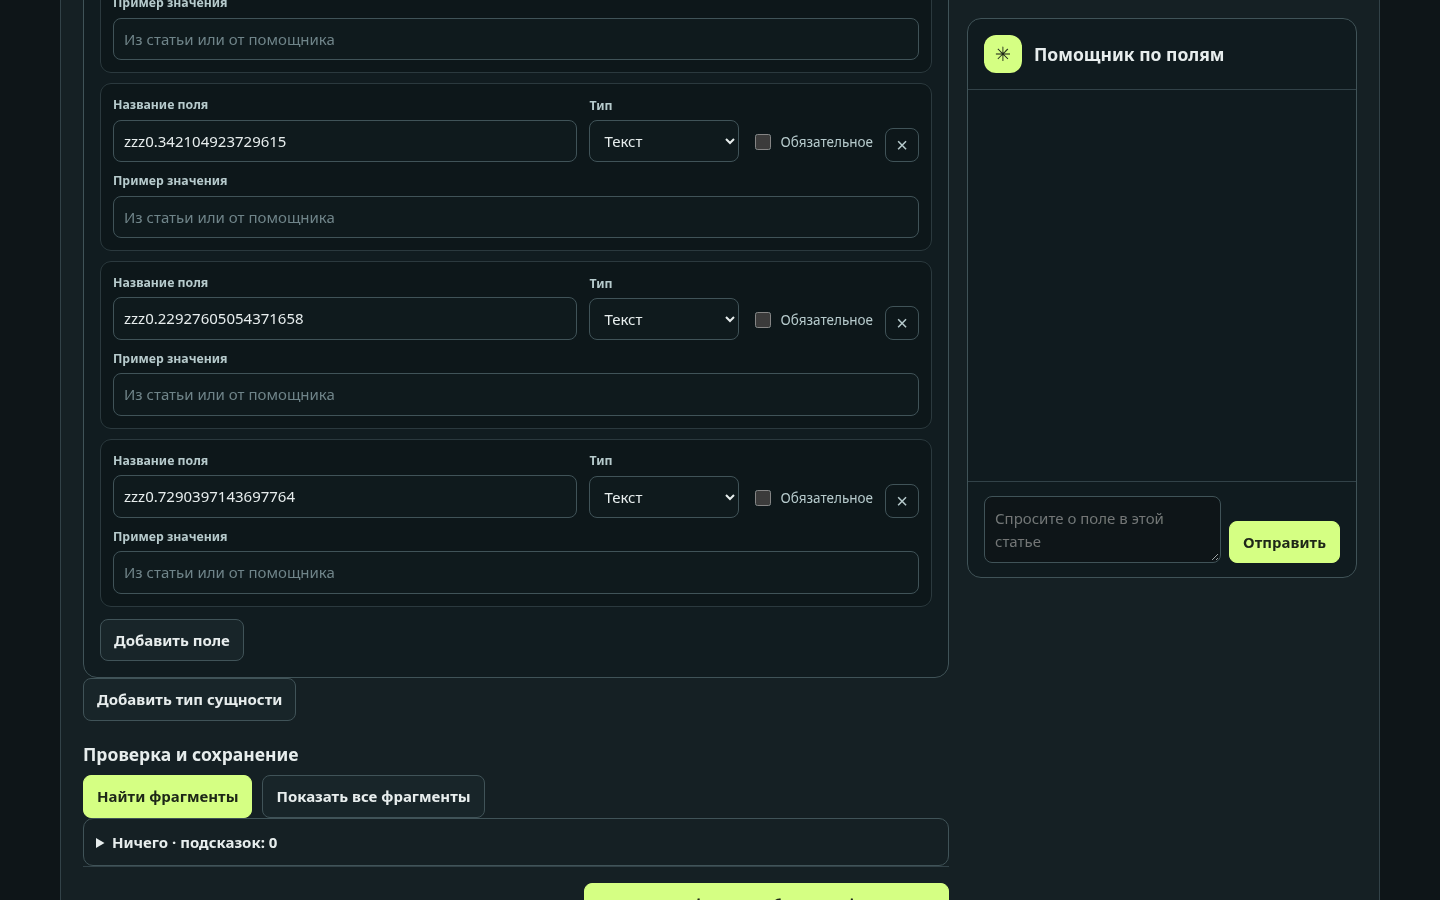 Пример значения
Из статьи или от помощника
Название поля
Тип
zzz0.342104923729615
Текст
Обязательное
×
Пример значения
Из статьи или от помощника
Название поля
Тип
zzz0.22927605054371658
Текст
Обязательное
×
Пример значения
Из статьи или от помощника
Название поля
Тип
zzz0.7290397143697764
Текст
Обязательное
×
Пример значения
Из статьи или от помощника
Добавить поле
Добавить тип сущности
Проверка и сохранение
Найти фрагменты
Показать все фрагменты
Ничего · подсказок: 0
Помощник по полям
Спросите о поле в этой
статье
Отправить